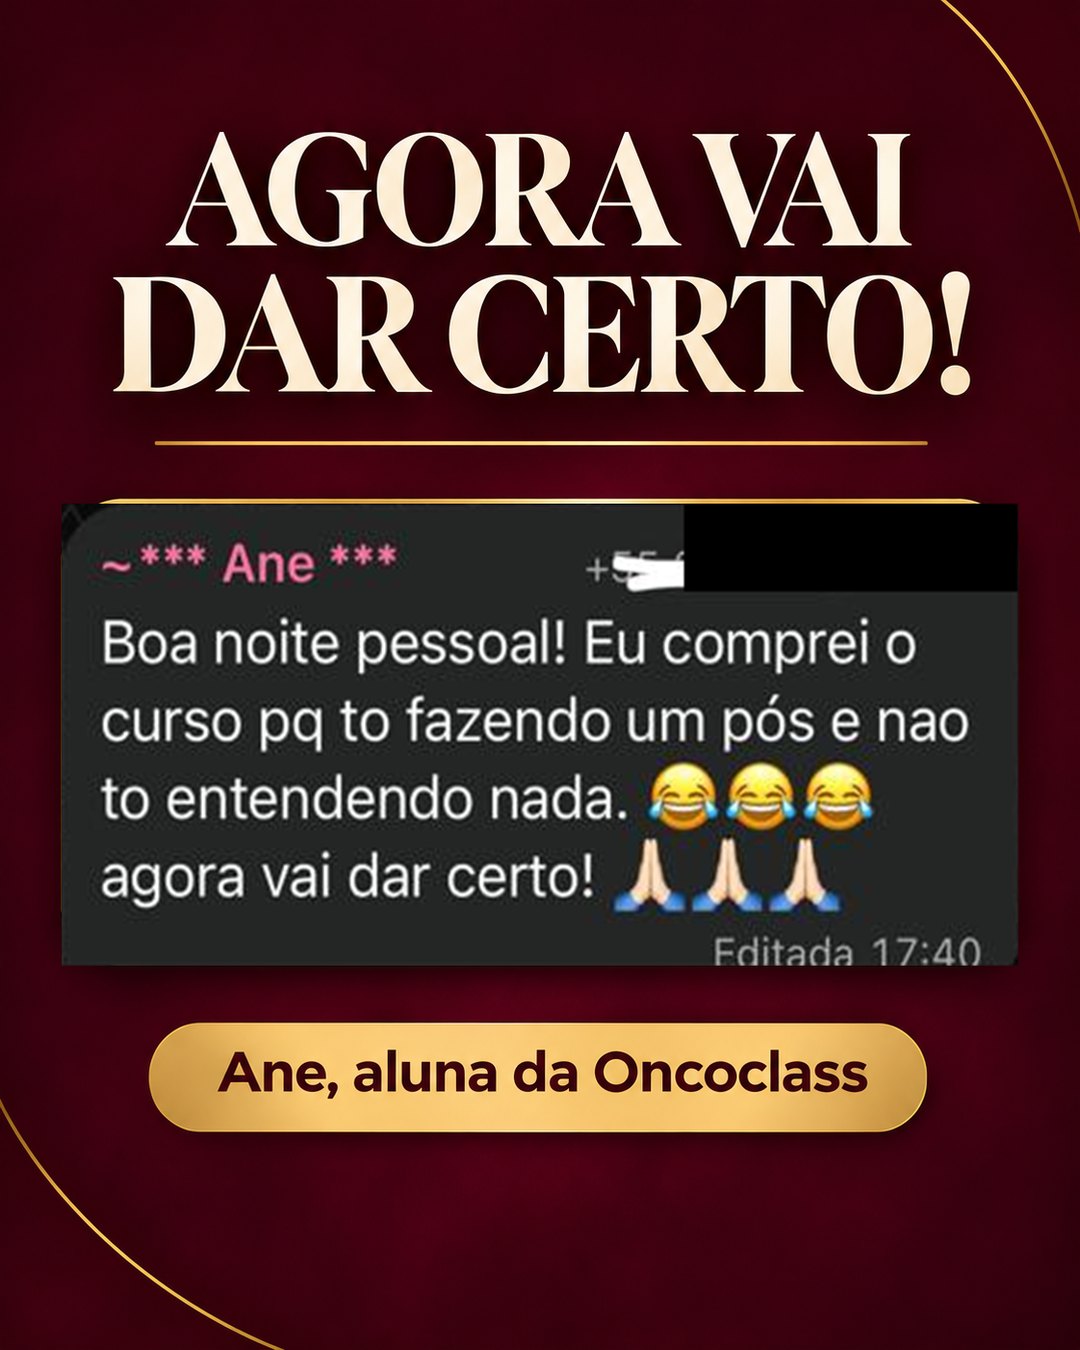 AGORA VAI
DAR CERTO!
~*** Ane ***
Boa noite pessoal! Eu comprei o
curso pq to fazendo um pós e nao
to entendendo nada. 😂😂😂
agora vai dar certo! 🙏🏻🙏🏻🙏🏻
Editada 17:40
Ane, aluna da Oncoclass